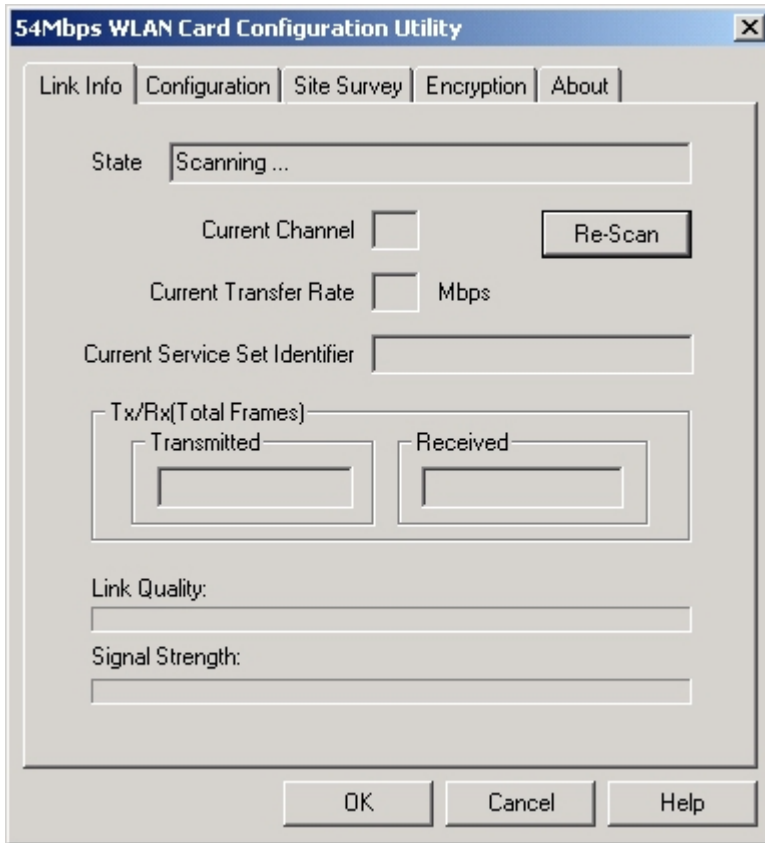 54Mbps WLAN Card Configuration Utility
Link Info Configuration Site Survey Encryption About
State Scanning ...
Current Channel Re-Scan
Current Transfer Rate Mbps
Current Service Set Identifier
Tx/Rx(Total Frames)
Transmitted Received
Link Quality:
Signal Strength:
OK Cancel Help